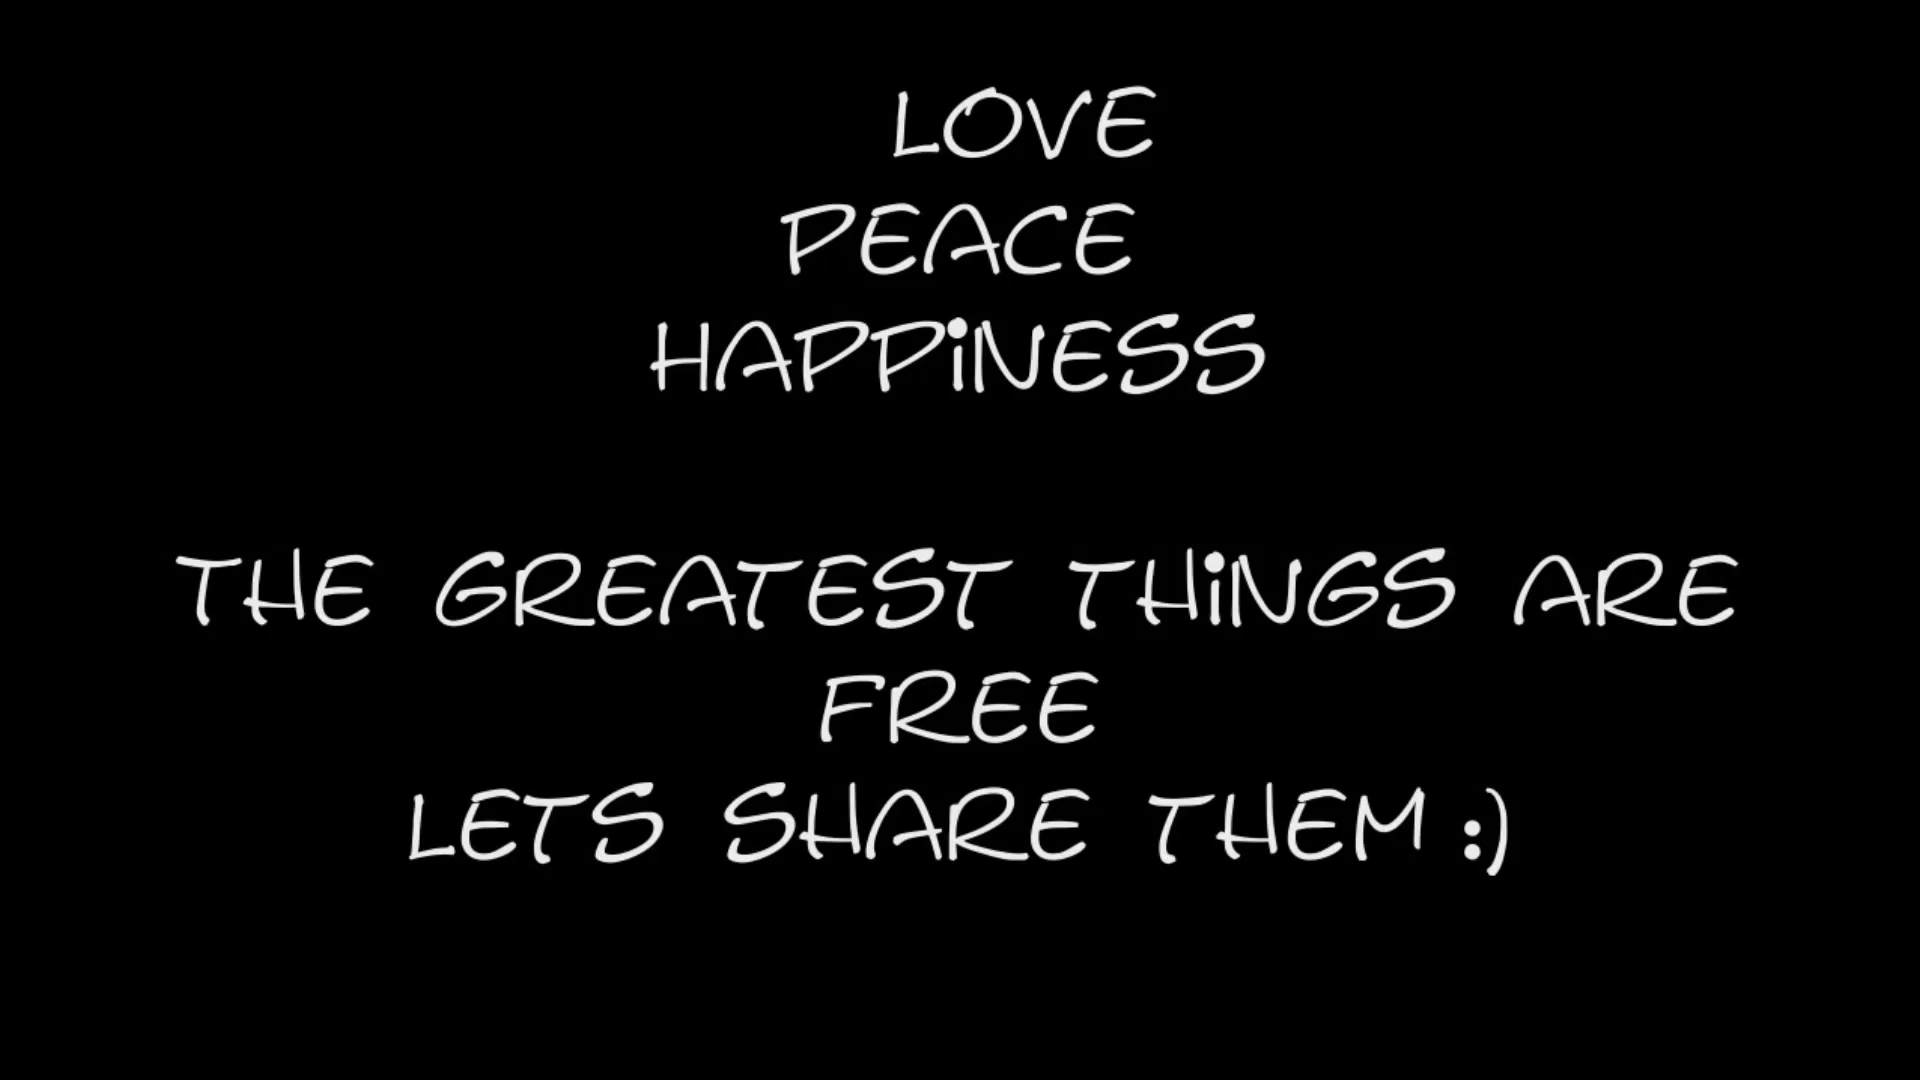 LOVE
PEACE
HAPPiNESS
THE GREATEST THiNGS ARE
FREE
LETS SHARE THEM :)